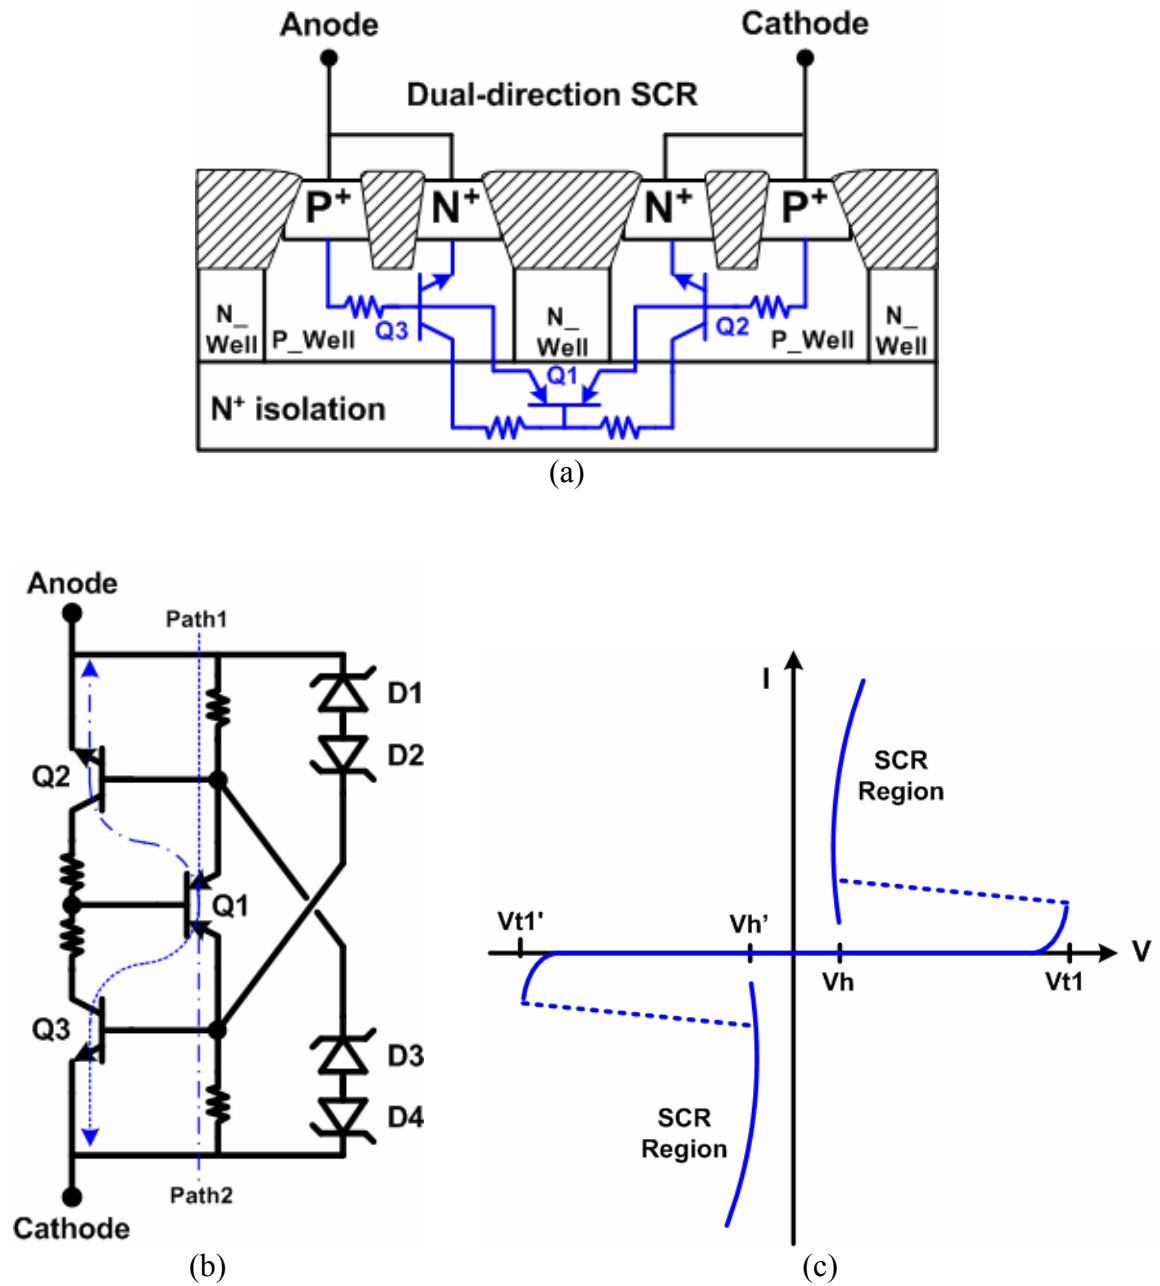 Anode
Cathode
Dual-direction SCR
P+
N+
N+
P+
N_
Well
P_Well
Q3
N_
Well
Q1
Q2
P_Well
N_
Well
N+ isolation
(a)
Anode
Path1
D1
D2
Q2
Q1
Q3
D3
D4
Path2
Cathode
(b)
I
SCR
Region
Vt1'
Vh’
Vh
Vt1
V
SCR
Region
(c)